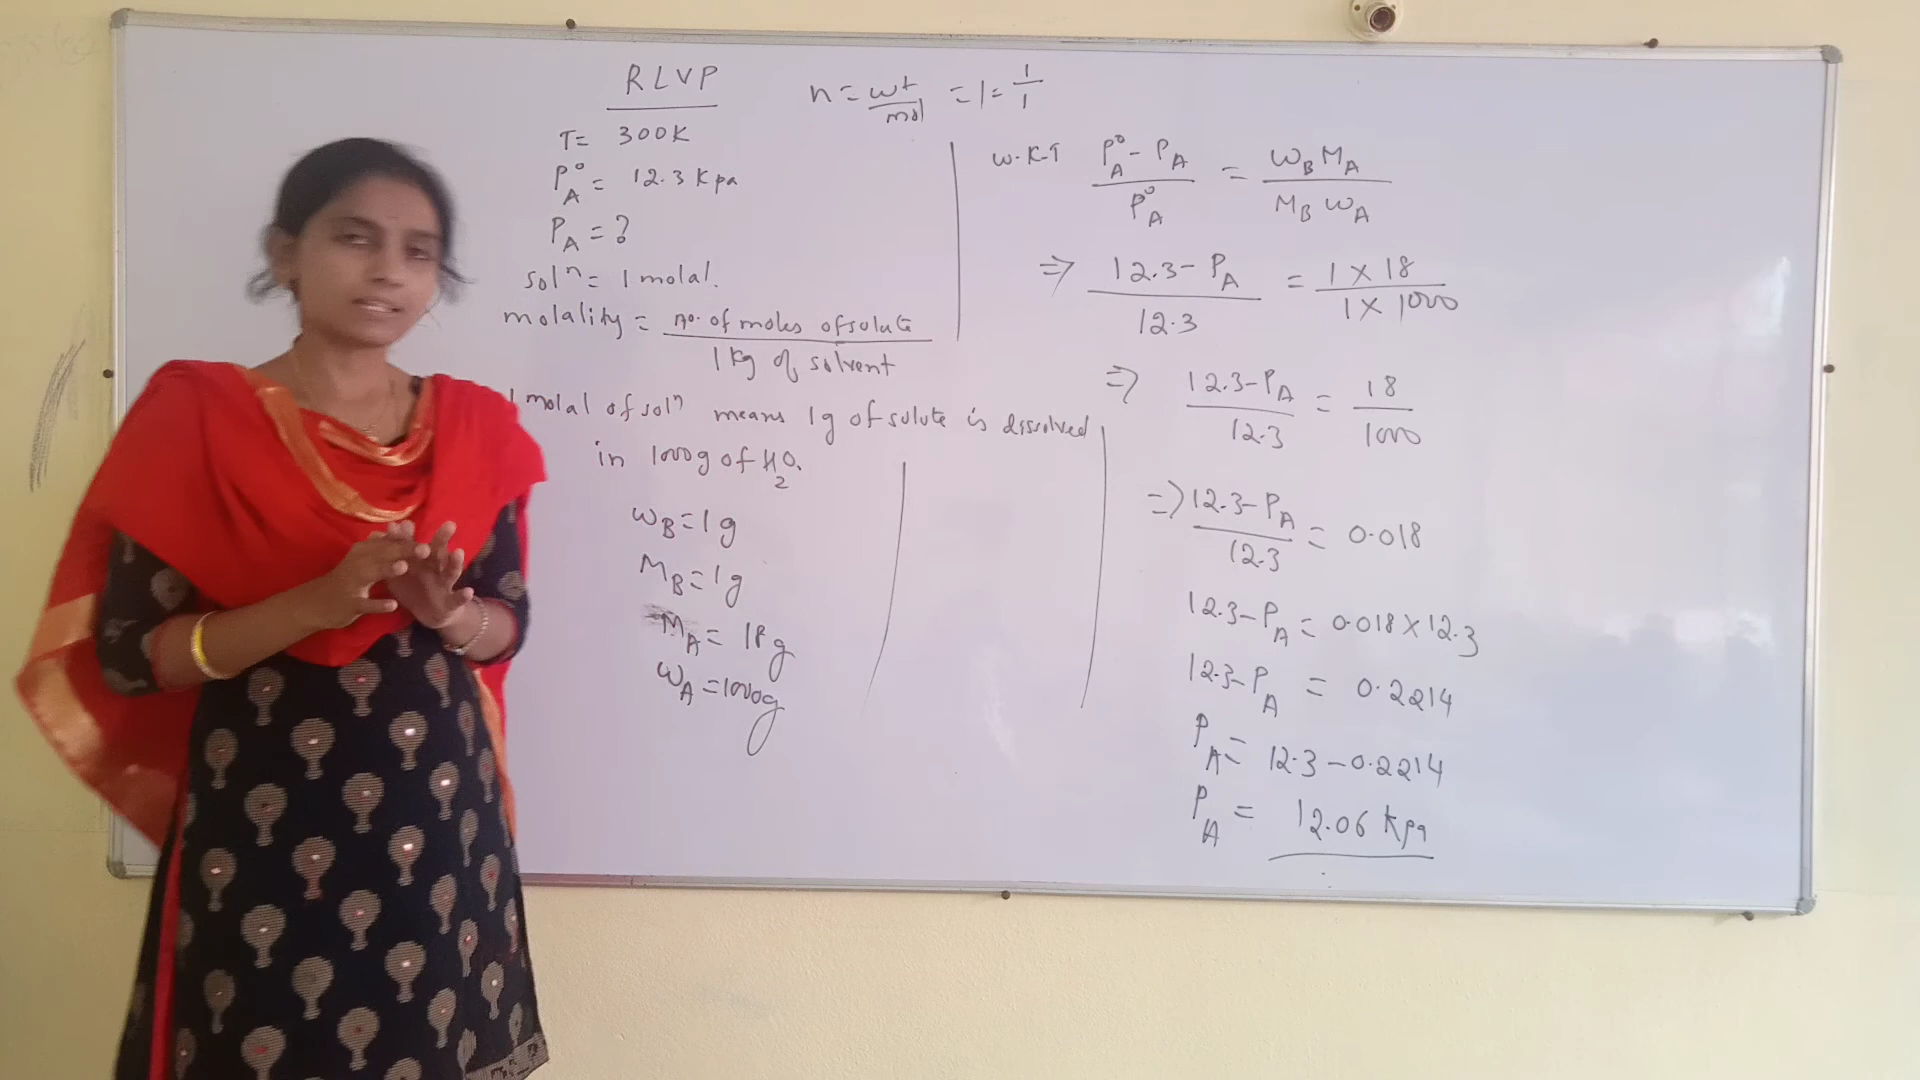 RLVP
n = wt/mol = 1 = 1/1
T = 300K
P°A = 12.3 Kpa
PA = ?
solⁿ = 1 molal.
molality = no. of moles of solute / 1 kg of solvent
1 molal of solⁿ means 1g of solute is dissolved
in 1000g of H2O.
WB = 1g
MB = 1g
MA = 18g
WA = 1000g
W.K.T P°A - PA / P°A = WB MA / MB WA
⇒ 12.3 - PA / 12.3 = 1 × 18 / 1 × 1000
⇒ 12.3 - PA / 12.3 = 18 / 1000
⇒ 12.3 - PA / 12.3 = 0.018
12.3 - PA = 0.018 × 12.3
12.3 - PA = 0.2214
PA = 12.3 - 0.2214
PA = 12.06 kpa